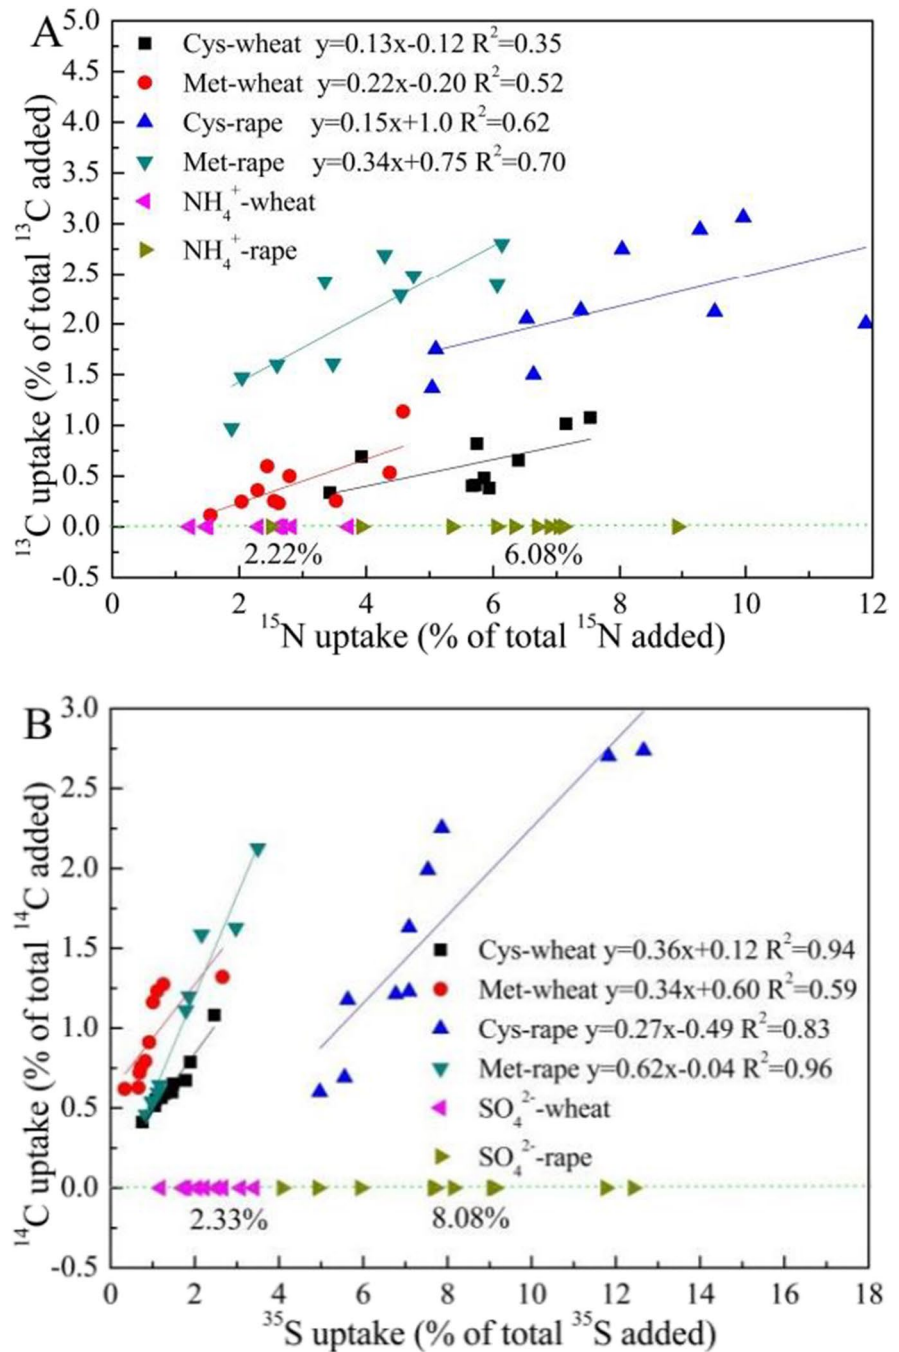 A
5.0
4.5
4.0
3.5
3.0
2.5
2.0
1.5
1.0
0.5
0.0
-0.5
¹³C uptake (% of total ¹³C added)
Cys-wheat y=0.13x-0.12 R²=0.35
Met-wheat y=0.22x-0.20 R²=0.52
Cys-rape y=0.15x+1.0 R²=0.62
Met-rape y=0.34x+0.75 R²=0.70
NH₄⁺-wheat
NH₄⁺-rape
2.22% 6.08%
0 2 4 6 8 10 12
¹⁵N uptake (% of total ¹⁵N added)
B
3.0
2.5
2.0
1.5
1.0
0.5
0.0
-0.5
¹⁴C uptake (% of total ¹⁴C added)
Cys-wheat y=0.36x+0.12 R²=0.94
Met-wheat y=0.34x+0.60 R²=0.59
Cys-rape y=0.27x-0.49 R²=0.83
Met-rape y=0.62x-0.04 R²=0.96
SO₄²⁻-wheat
SO₄²⁻-rape
2.33% 8.08%
0 2 4 6 8 10 12 14 16 18
³⁵S uptake (% of total ³⁵S added)